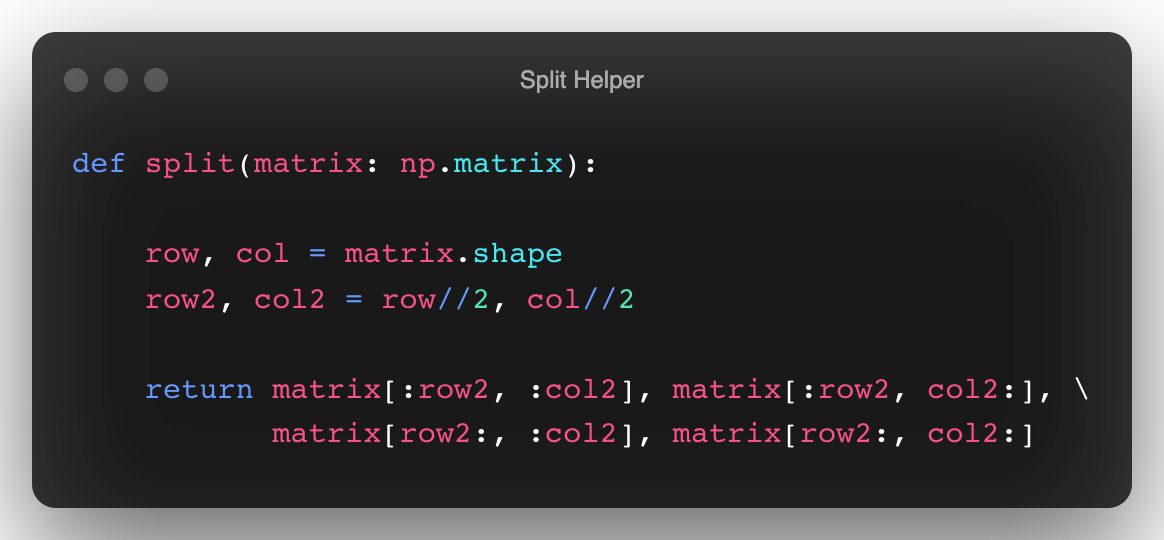 Split Helper
def split(matrix: np.matrix):
row, col = matrix.shape
row2, col2 = row//2, col//2
return matrix[:row2, :col2], matrix[:row2, col2:], \
matrix[row2:, :col2], matrix[row2:, col2:]